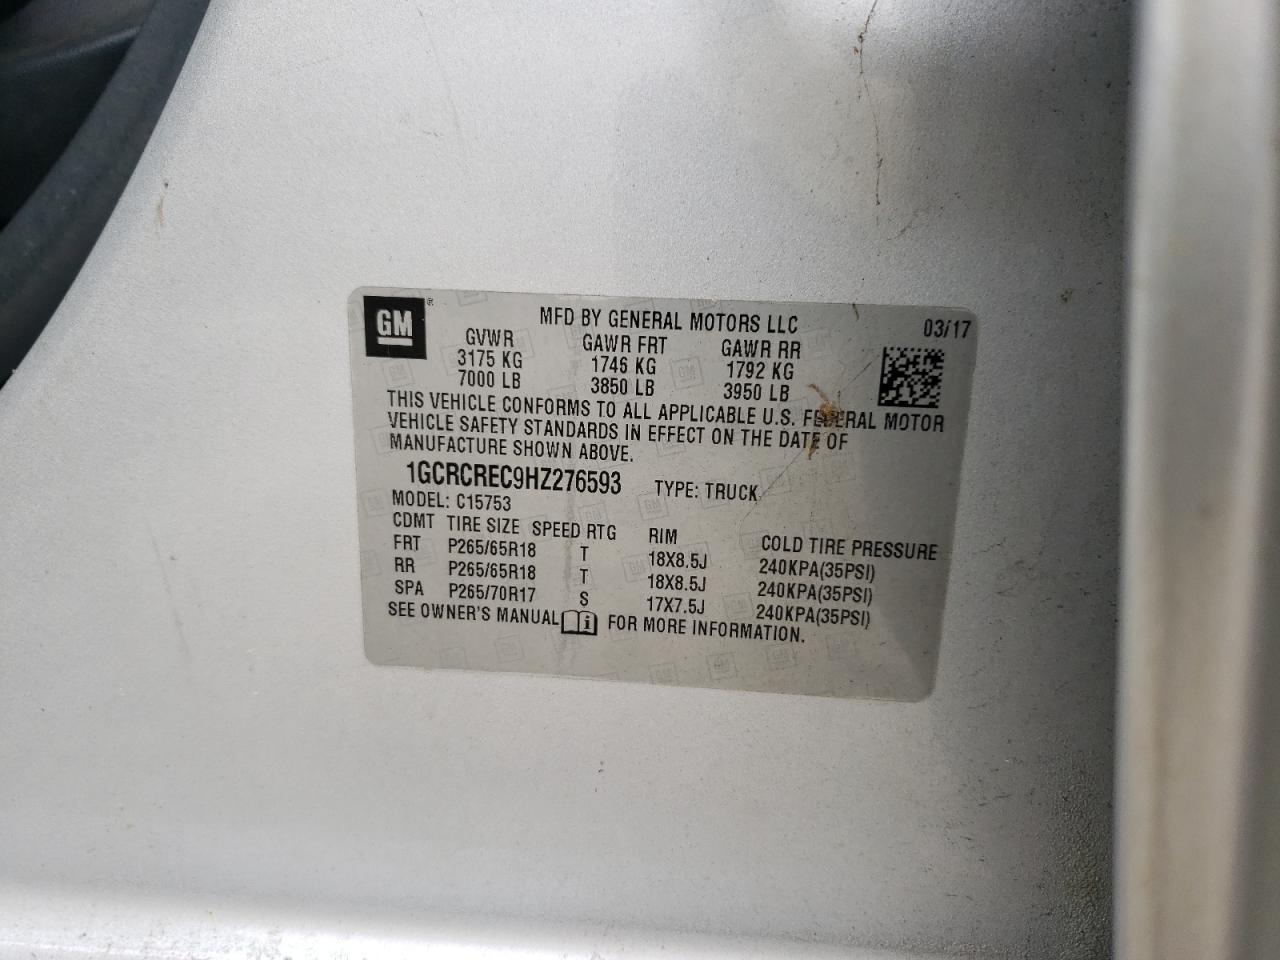 GM ®
MFD BY GENERAL MOTORS LLC 03/17
GVWR GAWR FRT GAWR RR
3175 KG 1746 KG 1792 KG
7000 LB 3850 LB 3950 LB
THIS VEHICLE CONFORMS TO ALL APPLICABLE U.S. FEDERAL MOTOR
VEHICLE SAFETY STANDARDS IN EFFECT ON THE DATE OF
MANUFACTURE SHOWN ABOVE.
1GCRCREC9HZ276593 TYPE: TRUCK
MODEL: C15753
CDMT TIRE SIZE SPEED RTG RIM COLD TIRE PRESSURE
FRT P265/65R18 T 18X8.5J 240KPA(35PSI)
RR P265/65R18 T 18X8.5J 240KPA(35PSI)
SPA P265/70R17 S 17X7.5J 240KPA(35PSI)
SEE OWNER'S MANUAL i FOR MORE INFORMATION.